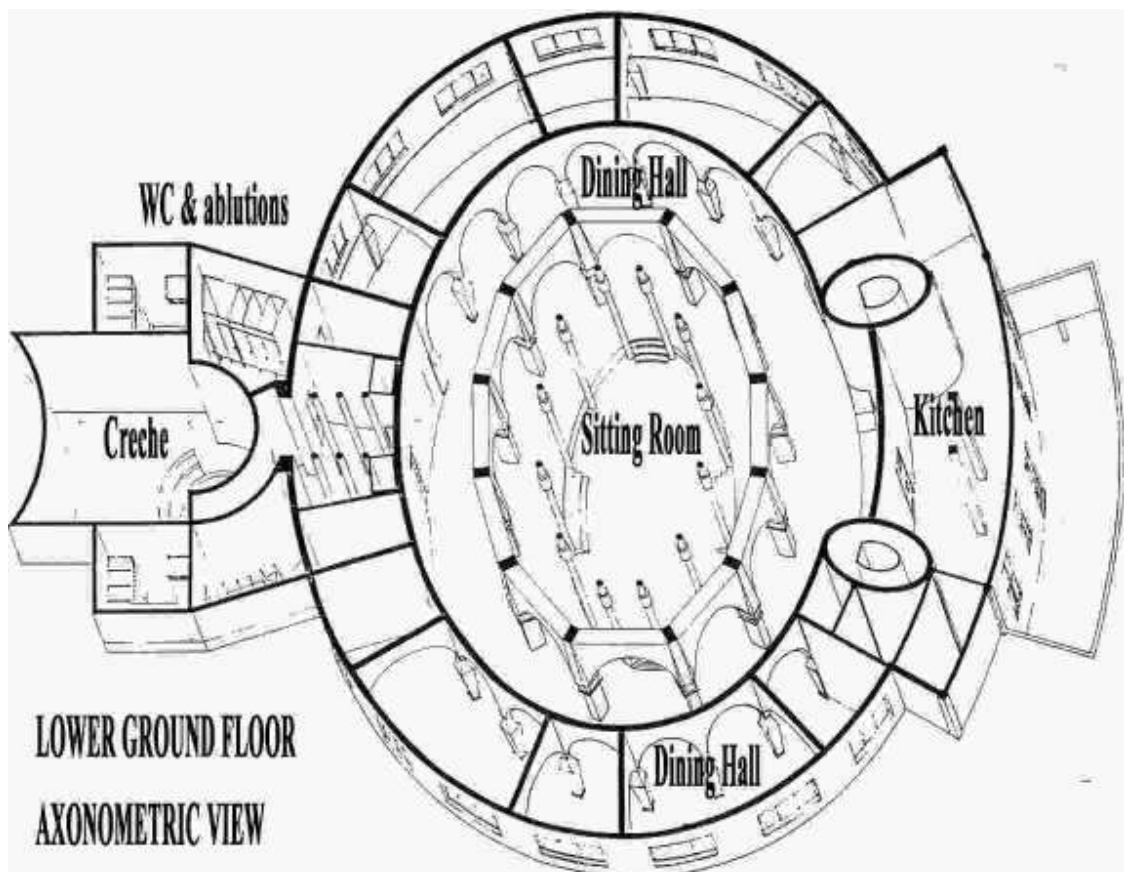 Dining Hall
WC & ablutions
Creche
Sitting Room
Kitchen
Dining Hall
LOWER GROUND FLOOR
AXONOMETRIC VIEW